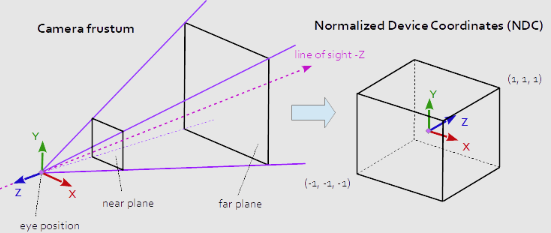 Camera frustum
Normalized Device Coordinates (NDC)
line of sight -Z
(1, 1, 1)
Y
Y
Z
X
Z
X
(-1, -1, -1)
near plane
far plane
eye position